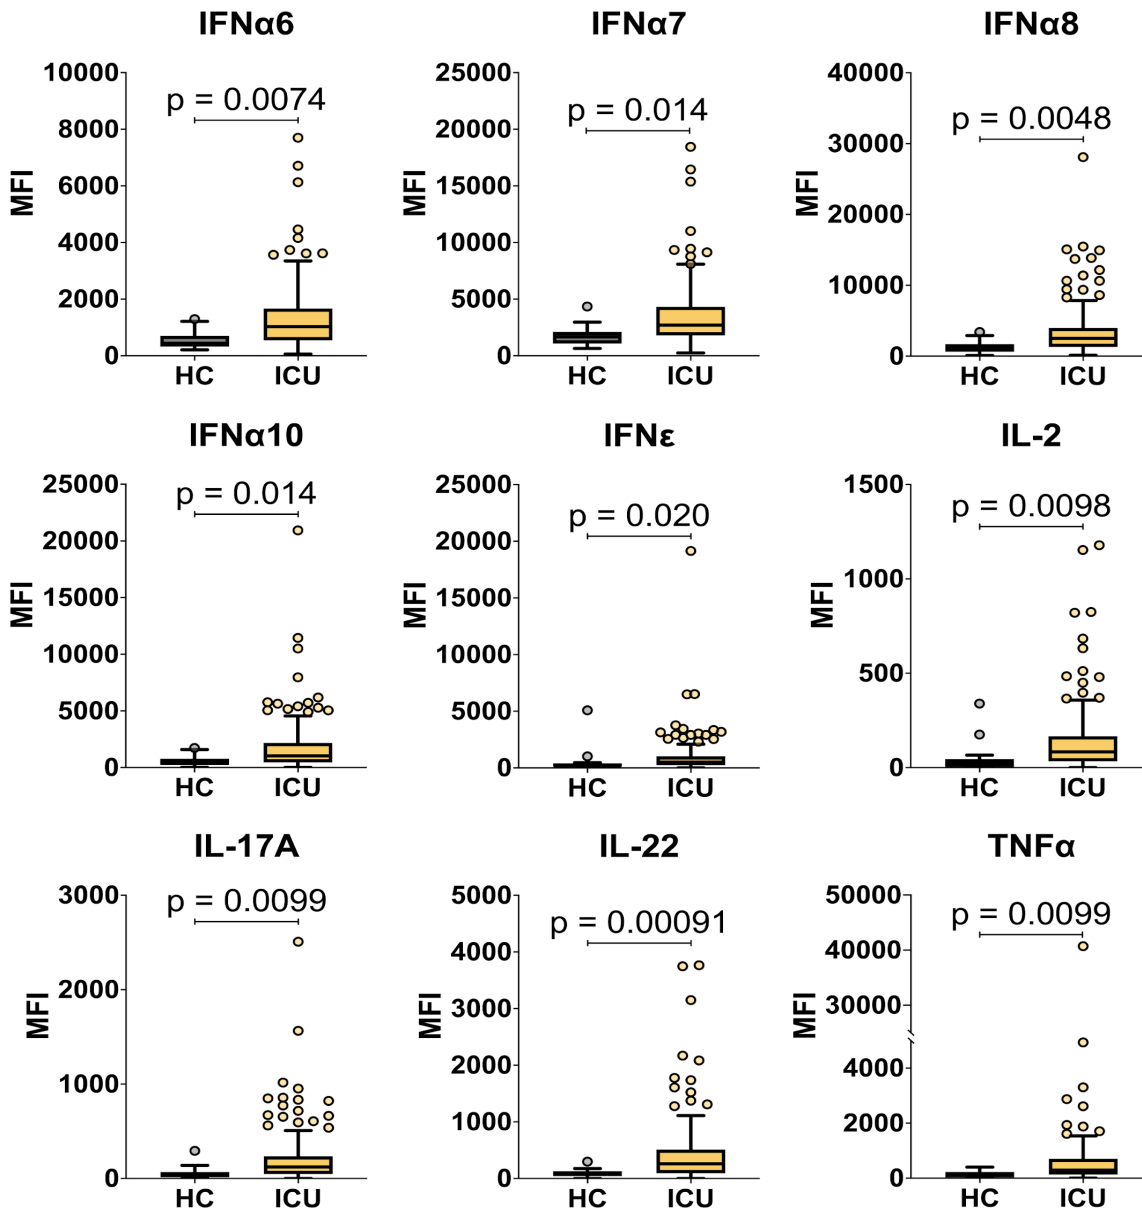 IFNα6
10000
8000
6000
4000
2000
0
MFI
p = 0.0074
HC ICU
IFNα7
25000
20000
15000
10000
5000
0
MFI
p = 0.014
HC ICU
IFNα8
40000
30000
20000
10000
0
MFI
p = 0.0048
HC ICU
IFNα10
25000
20000
15000
10000
5000
0
MFI
p = 0.014
HC ICU
IFNε
25000
20000
15000
10000
5000
0
MFI
p = 0.020
HC ICU
IL-2
1500
1000
500
0
MFI
p = 0.0098
HC ICU
IL-17A
3000
2000
1000
0
MFI
p = 0.0099
HC ICU
IL-22
5000
4000
3000
2000
1000
0
MFI
p = 0.00091
HC ICU
TNFα
50000
40000
30000
4000
2000
0
MFI
p = 0.0099
HC ICU